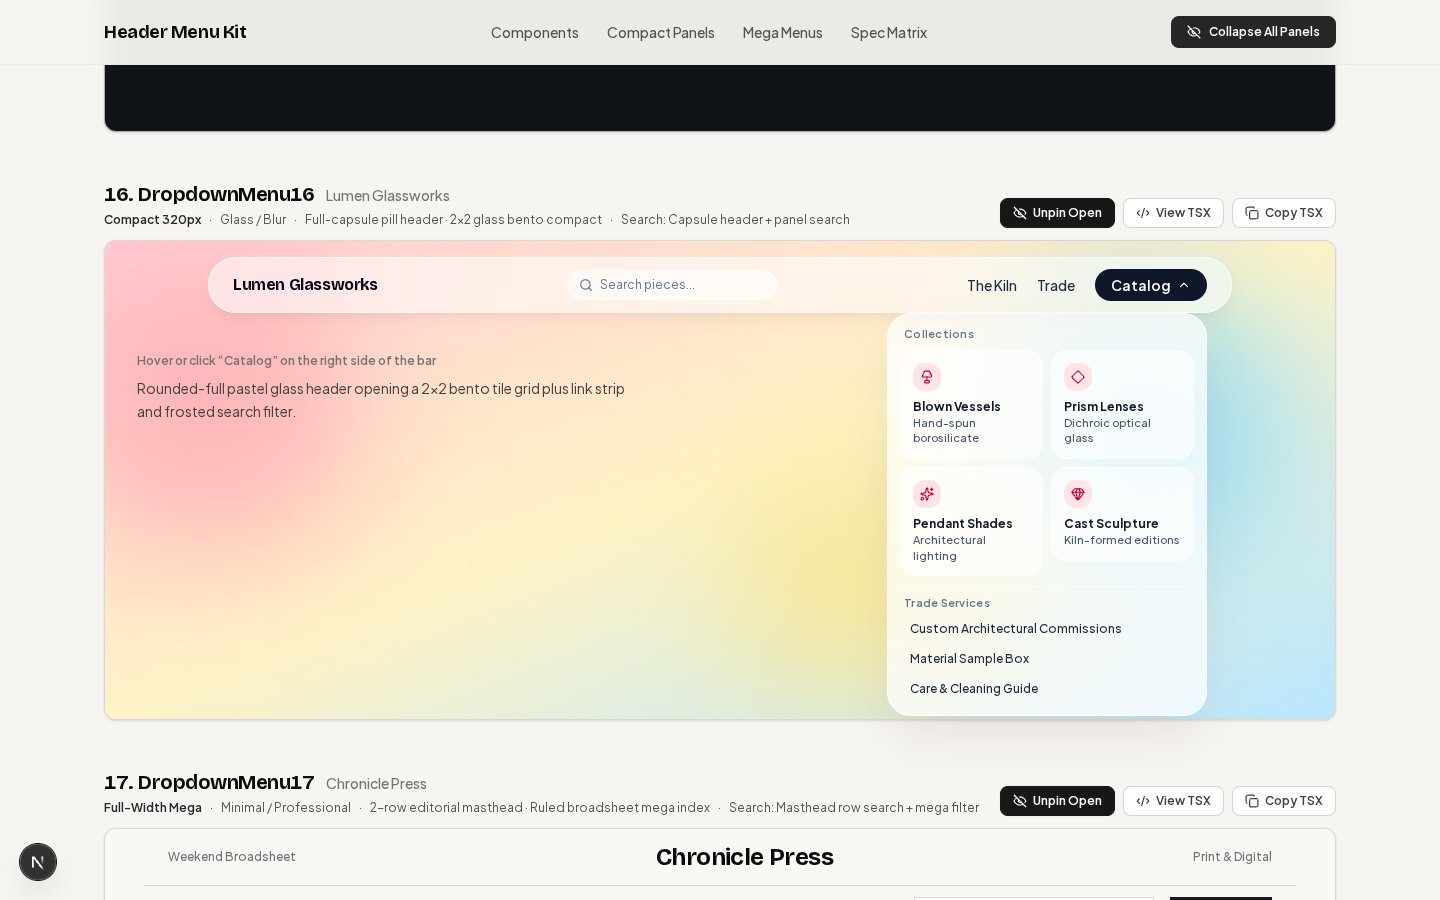 Header Menu Kit
Components
Compact Panels
Mega Menus
Spec Matrix
Collapse All Panels
16. DropdownMenu16 Lumen Glassworks
Compact 320px · Glass / Blur · Full-capsule pill header · 2×2 glass bento compact · Search: Capsule header + panel search
Unpin Open
View TSX
Copy TSX
Lumen Glassworks
Search pieces...
The Kiln
Trade
Catalog
Hover or click “Catalog” on the right side of the bar
Rounded-full pastel glass header opening a 2×2 bento tile grid plus link strip
and frosted search filter.
Collections
Blown Vessels
Hand-spun
borosilicate
Prism Lenses
Dichroic optical
glass
Pendant Shades
Architectural
lighting
Cast Sculpture
Kiln-formed editions
Trade Services
Custom Architectural Commissions
Material Sample Box
Care & Cleaning Guide
17. DropdownMenu17 Chronicle Press
Full-Width Mega · Minimal / Professional · 2-row editorial masthead · Ruled broadsheet mega index · Search: Masthead row search + mega filter
Unpin Open
View TSX
Copy TSX
Weekend Broadsheet
Chronicle Press
Print & Digital
N